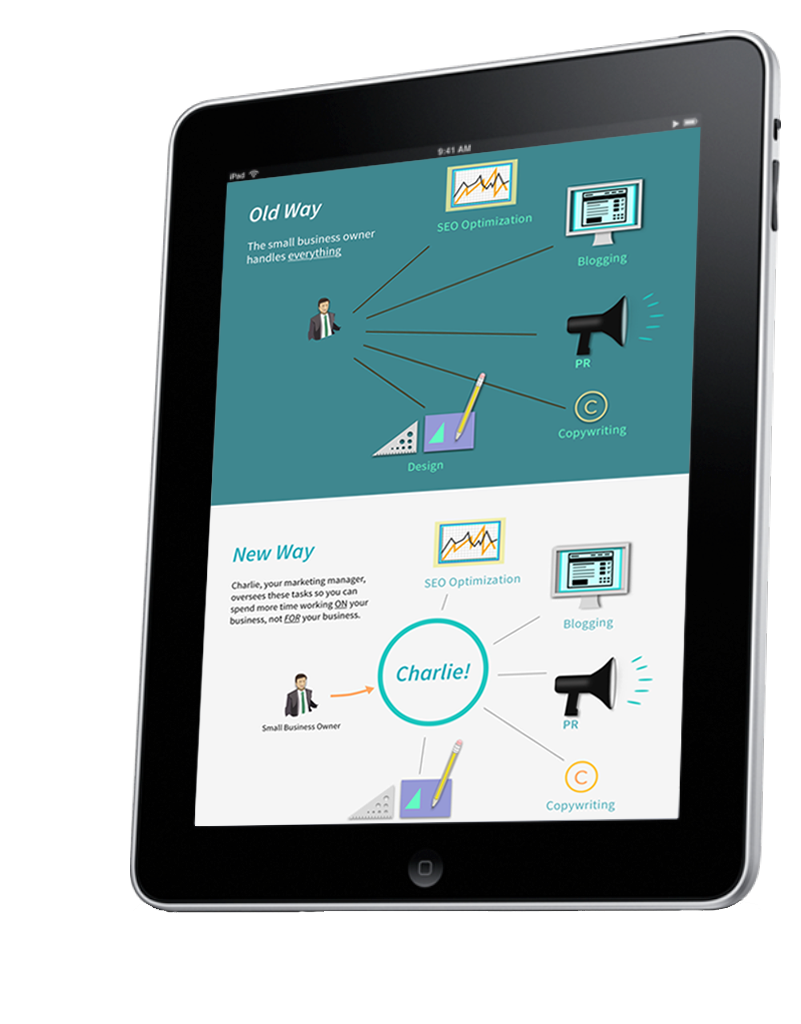 iPad
9:41 AM
Old Way
The small business owner
handles everything
SEO Optimization
Blogging
PR
©
Copywriting
Design
New Way
Charlie, your marketing manager,
oversees these tasks so you can
spend more time working ON your
business, not FOR your business.
SEO Optimization
Blogging
Charlie!
Small Business Owner
PR
©
Copywriting